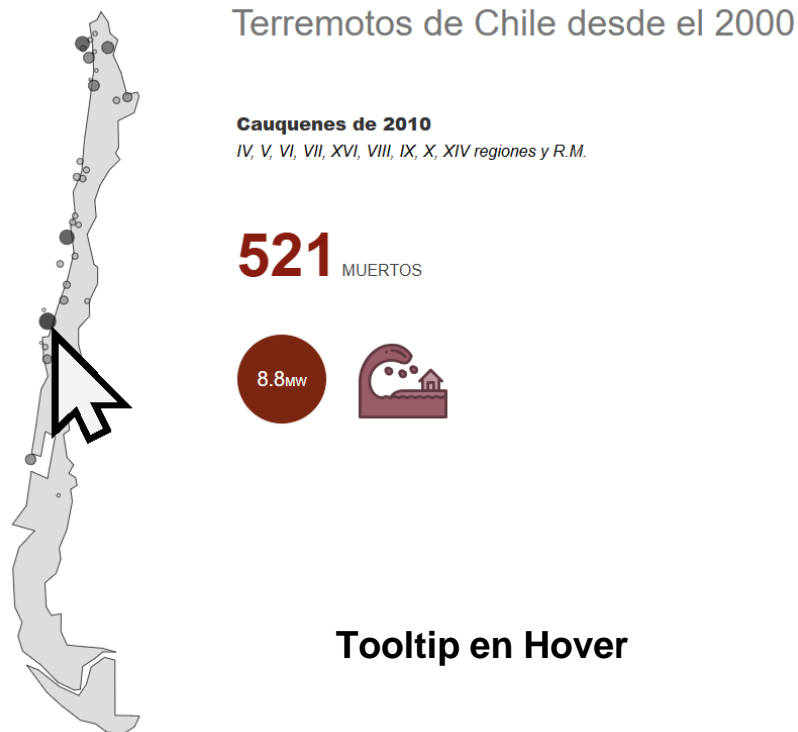 Terremotos de Chile desde el 2000
Cauquenes de 2010
IV, V, VI, VII, XVI, VIII, IX, X, XIV regiones y R.M.
521 MUERTOS
8.8MW
Tooltip en Hover